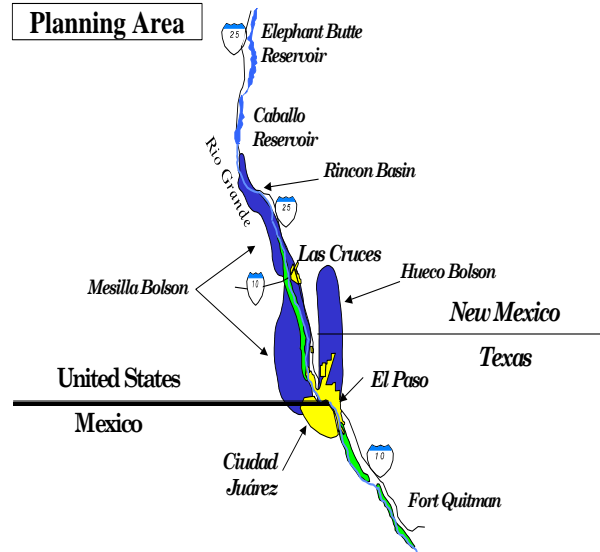 Planning Area
25
Elephant Butte
Reservoir
Caballo
Reservoir
Rio Grande
Rincon Basin
25
Las Cruces
Hueco Bolson
Mesilla Bolson
10
New Mexico
Texas
United States
El Paso
Mexico
Ciudad
Juárez
10
Fort Quitman